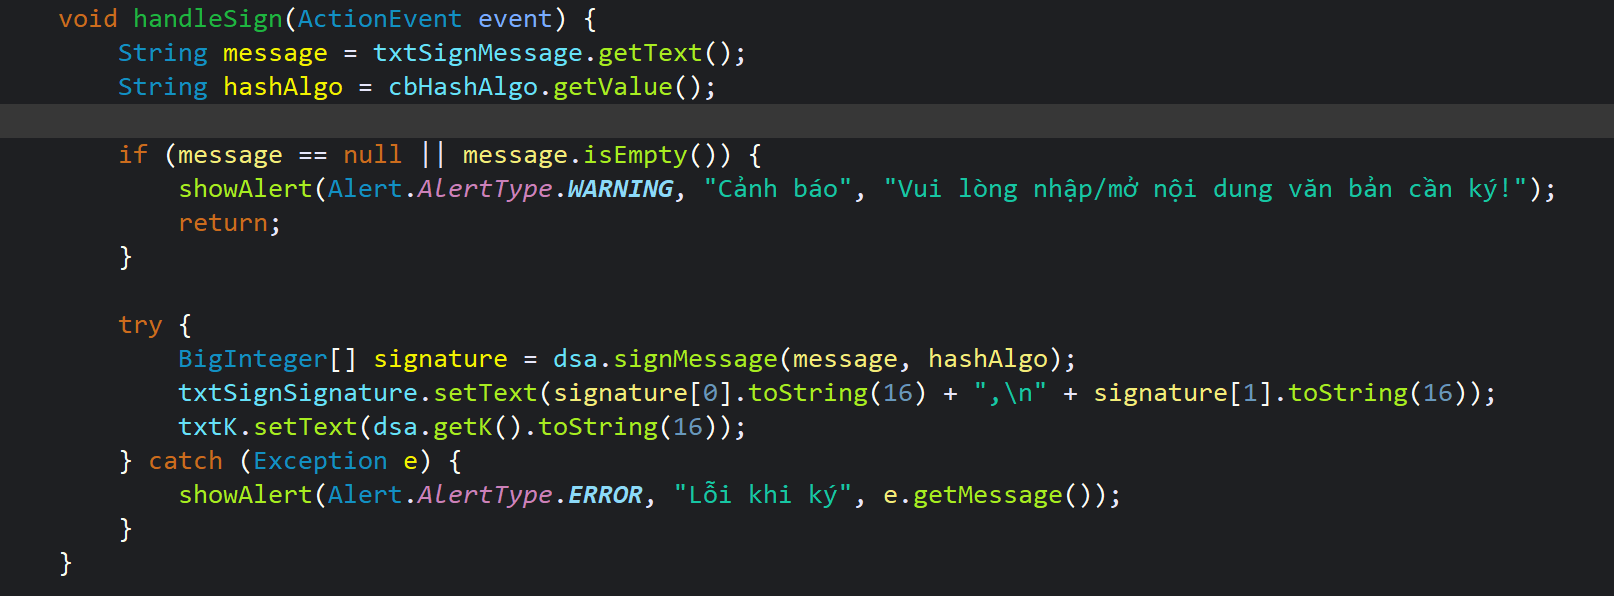 void handleSign(ActionEvent event) {
String message = txtSignMessage.getText();
String hashAlgo = cbHashAlgo.getValue();
if (message == null || message.isEmpty()) {
showAlert(Alert.AlertType.WARNING, "Cảnh báo", "Vui lòng nhập/mở nội dung văn bản cần ký!");
return;
}
try {
BigInteger[] signature = dsa.signMessage(message, hashAlgo);
txtSignSignature.setText(signature[0].toString(16) + ",\n" + signature[1].toString(16));
txtK.setText(dsa.getK().toString(16));
} catch (Exception e) {
showAlert(Alert.AlertType.ERROR, "Lỗi khi ký", e.getMessage());
}
}